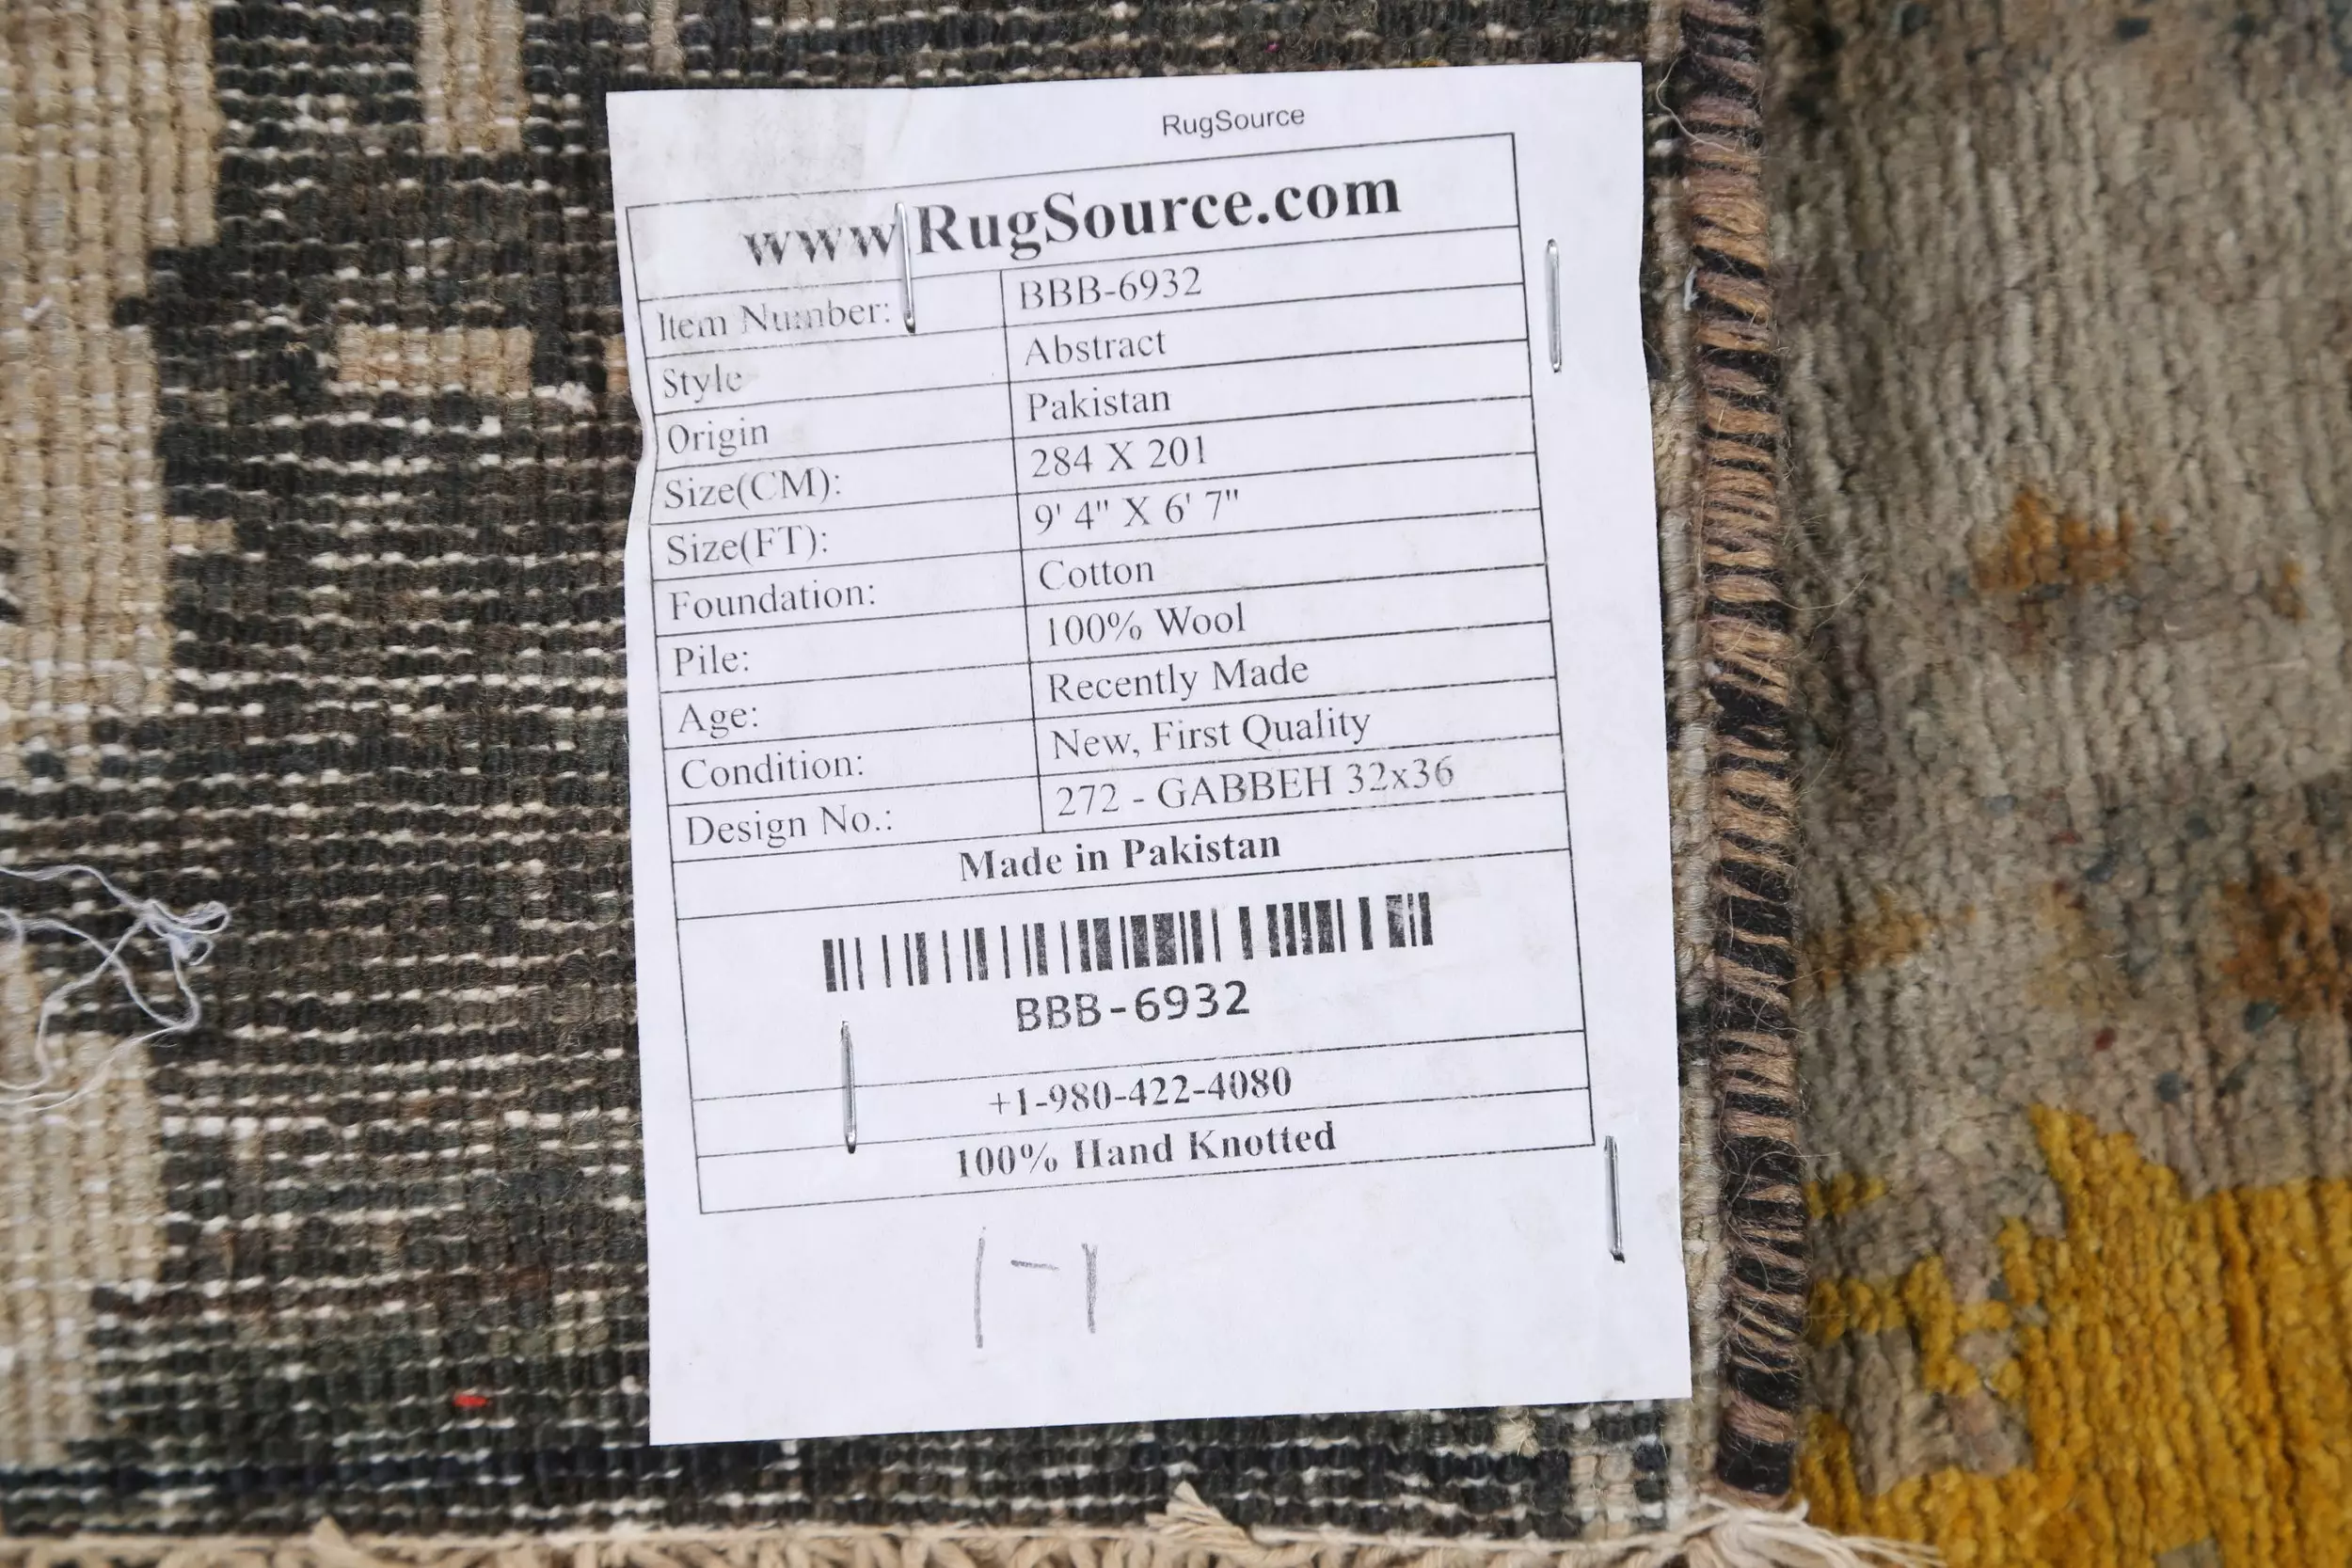 RugSource
www.RugSource.com
Item Number: BBB-6932
Style Abstract
Origin Pakistan
Size(CM): 284 X 201
Size(FT): 9' 4" X 6' 7"
Foundation: Cotton
Pile: 100% Wool
Age: Recently Made
Condition: New, First Quality
Design No.: 272 - GABBEH 32x36
Made in Pakistan
BBB-6932
+1-980-422-4080
100% Hand Knotted
1-1